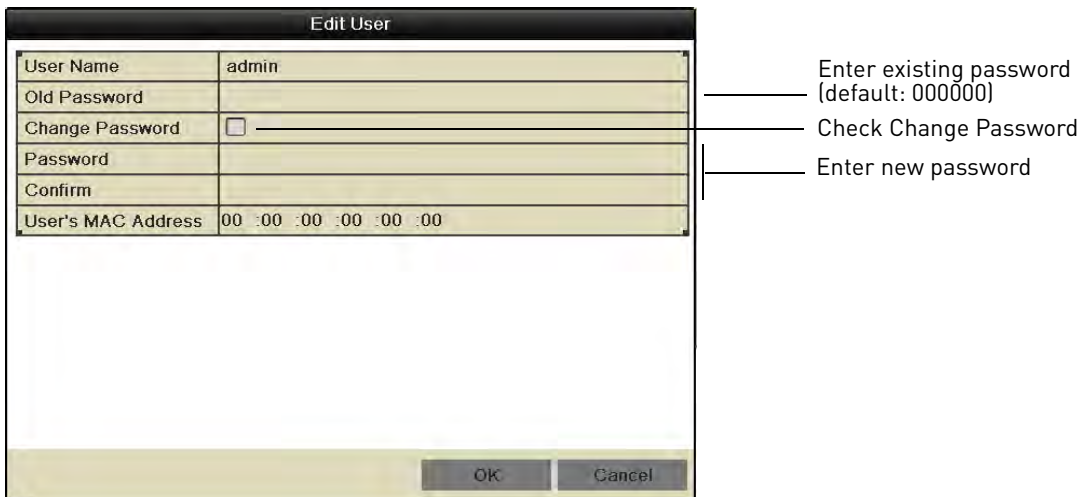 Edit User
User Name admin
Old Password
Enter existing password
(default: 000000)
Change Password
Check Change Password
Password
Enter new password
Confirm
User's MAC Address 00 :00 :00 :00 :00 :00
OK Cancel